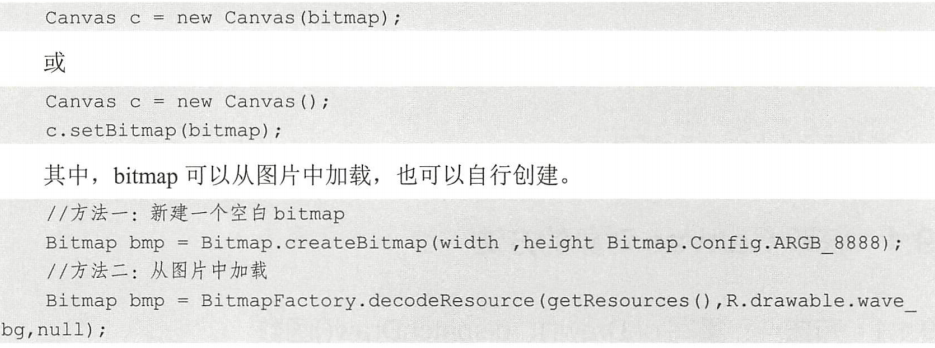 Canvas c = new Canvas(bitmap);
或
Canvas c = new Canvas();
c.setBitmap(bitmap);
其中，bitmap 可以从图片中加载，也可以自行创建。
//方法一：新建一个空白 bitmap
Bitmap bmp = Bitmap.createBitmap(width ,height Bitmap.Config.ARGB_8888);
//方法二：从图片中加载
Bitmap bmp = BitmapFactory.decodeResource(getResources(),R.drawable.wave_
bg,null);